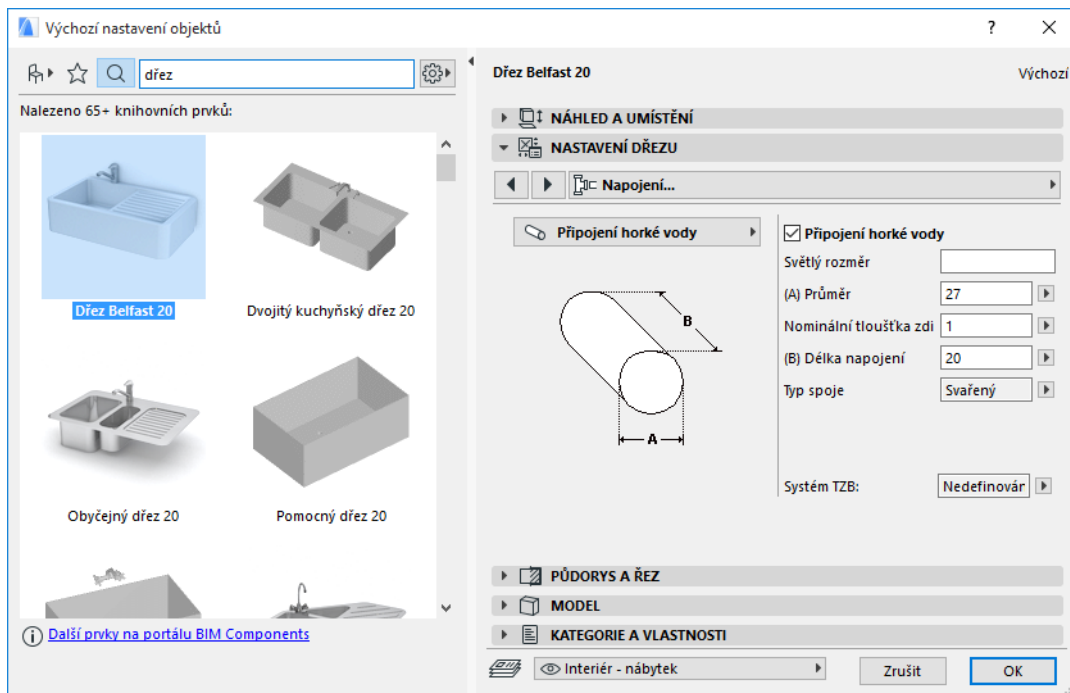 Výchozí nastavení objektů
?
dřez
Nalezeno 65+ knihovních prvků:
Dřez Belfast 20
Dvojitý kuchyňský dřez 20
Obyčejný dřez 20
Pomocný dřez 20
Další prvky na portálu BIM Components
Dřez Belfast 20
Výchozí
NÁHLED A UMÍSTĚNÍ
NASTAVENÍ DŘEZU
Napojení...
Připojení horké vody
B
A
Připojení horké vody
Světlý rozměr
(A) Průměr 27
Nominální tloušťka zdi 1
(B) Délka napojení 20
Typ spoje Svařený
Systém TZB: Nedefinovár
PŮDORYS A ŘEZ
MODEL
KATEGORIE A VLASTNOSTI
Interiér - nábytek
Zrušit
OK